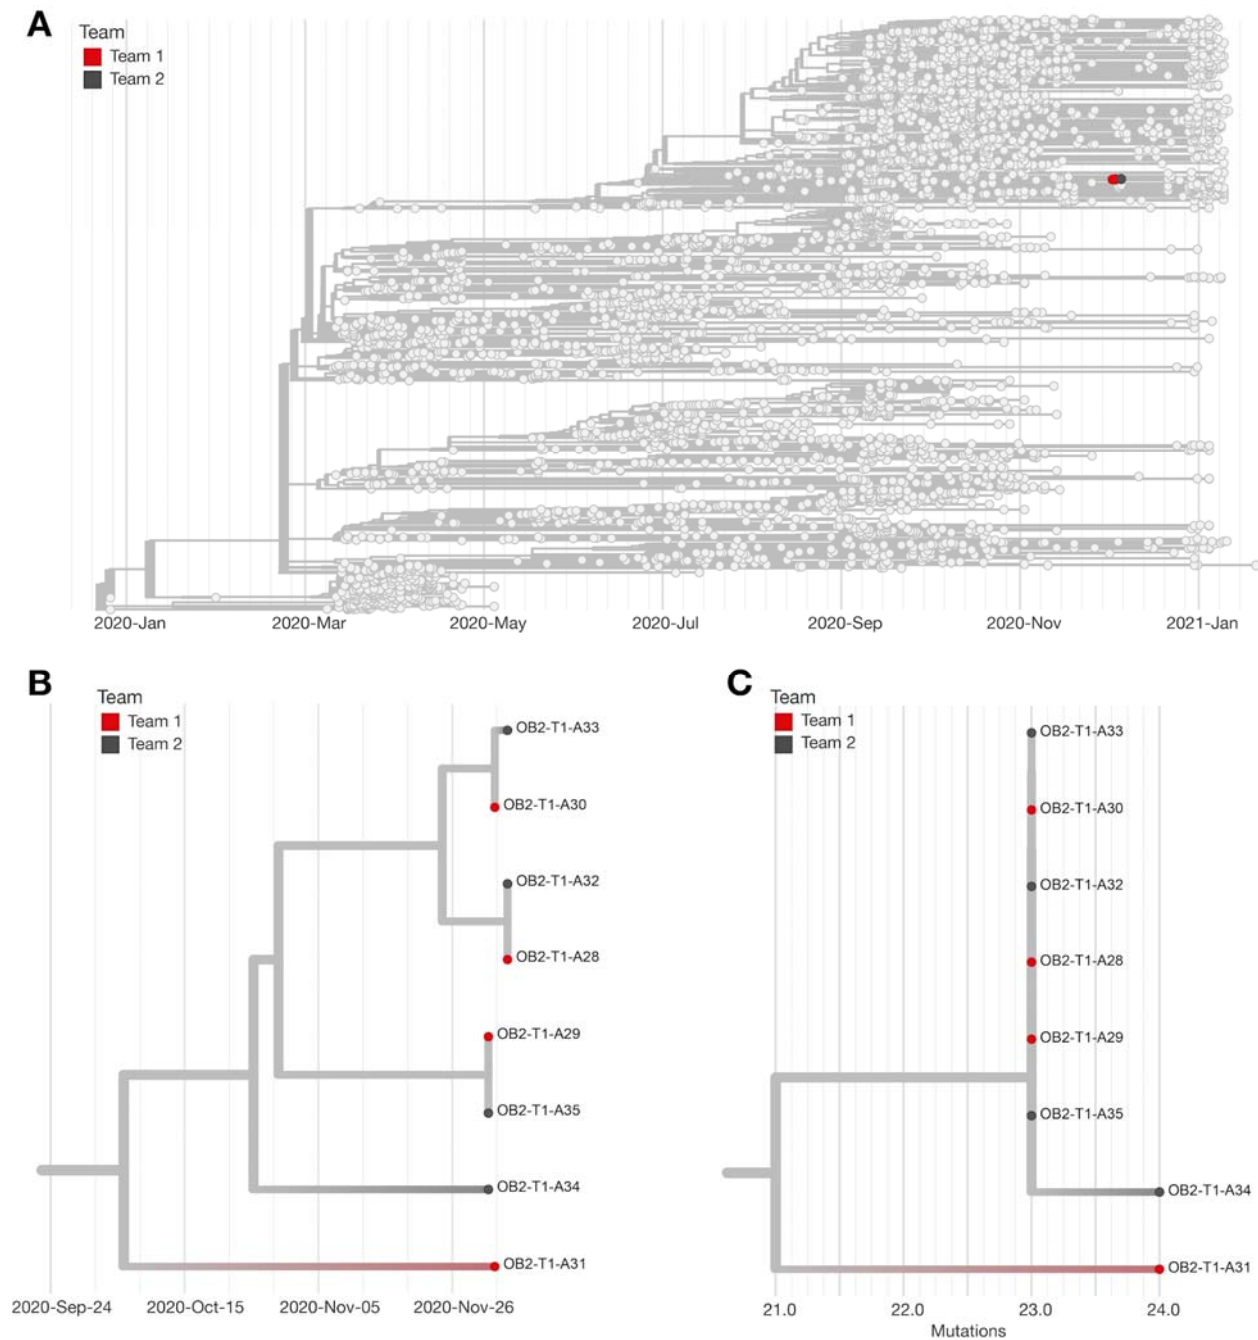 A
Team
Team 1
Team 2
2020-Jan 2020-Mar 2020-May 2020-Jul 2020-Sep 2020-Nov 2021-Jan
B
Team
Team 1
Team 2
OB2-T1-A33
OB2-T1-A30
OB2-T1-A32
OB2-T1-A28
OB2-T1-A29
OB2-T1-A35
OB2-T1-A34
OB2-T1-A31
2020-Sep-24 2020-Oct-15 2020-Nov-05 2020-Nov-26
C
Team
Team 1
Team 2
OB2-T1-A33
OB2-T1-A30
OB2-T1-A32
OB2-T1-A28
OB2-T1-A29
OB2-T1-A35
OB2-T1-A34
OB2-T1-A31
21.0 22.0 23.0 24.0
Mutations